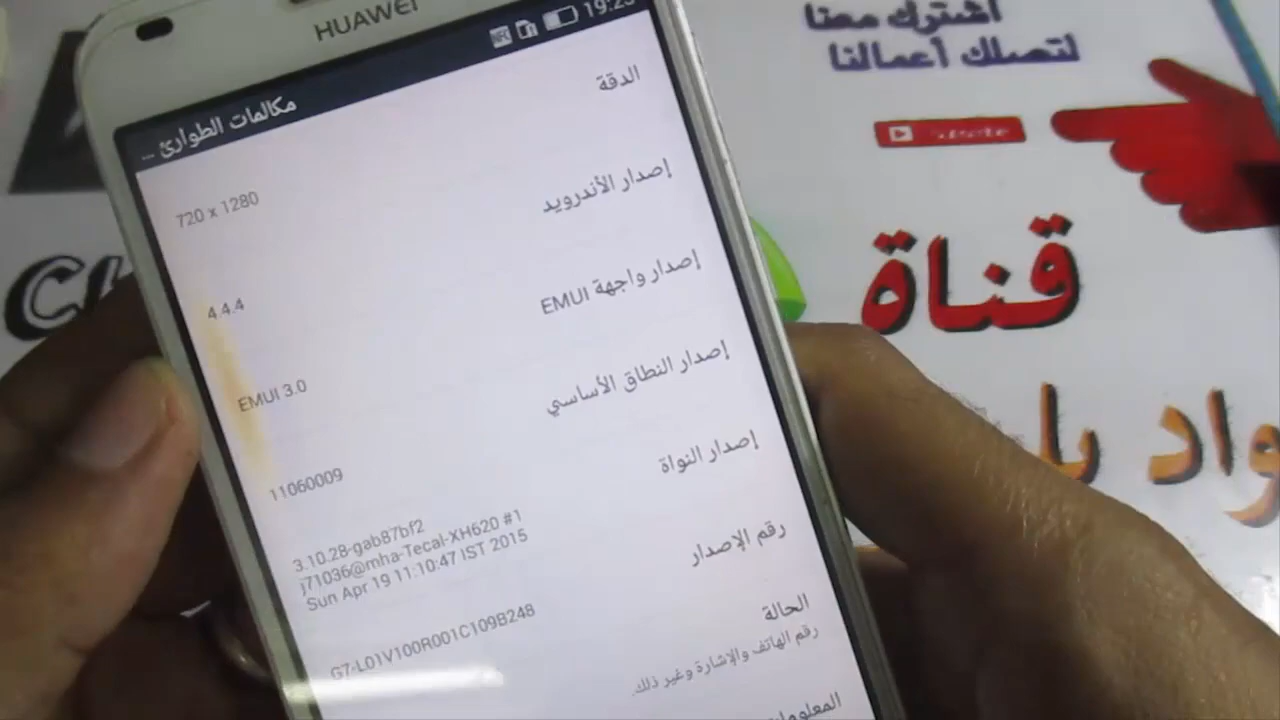 HUAWEI
19:25
مكالمات الطوارئ ...
الدقة
720 x 1280
إصدار الأندرويد
4.4.4
إصدار واجهة EMUI
EMUI 3.0
إصدار النطاق الأساسي
11060009
إصدار النواة
3.10.28-gab87bf2
j71036@mha-Tecal-XH620 #1
Sun Apr 19 11:10:47 IST 2015
رقم الإصدار
G7-L01V100R001C109B248
الحالة
رقم الهاتف والإشارة وغير ذلك.
اشترك معنا
لتصلك أعمالنا
Subscribe
قناة